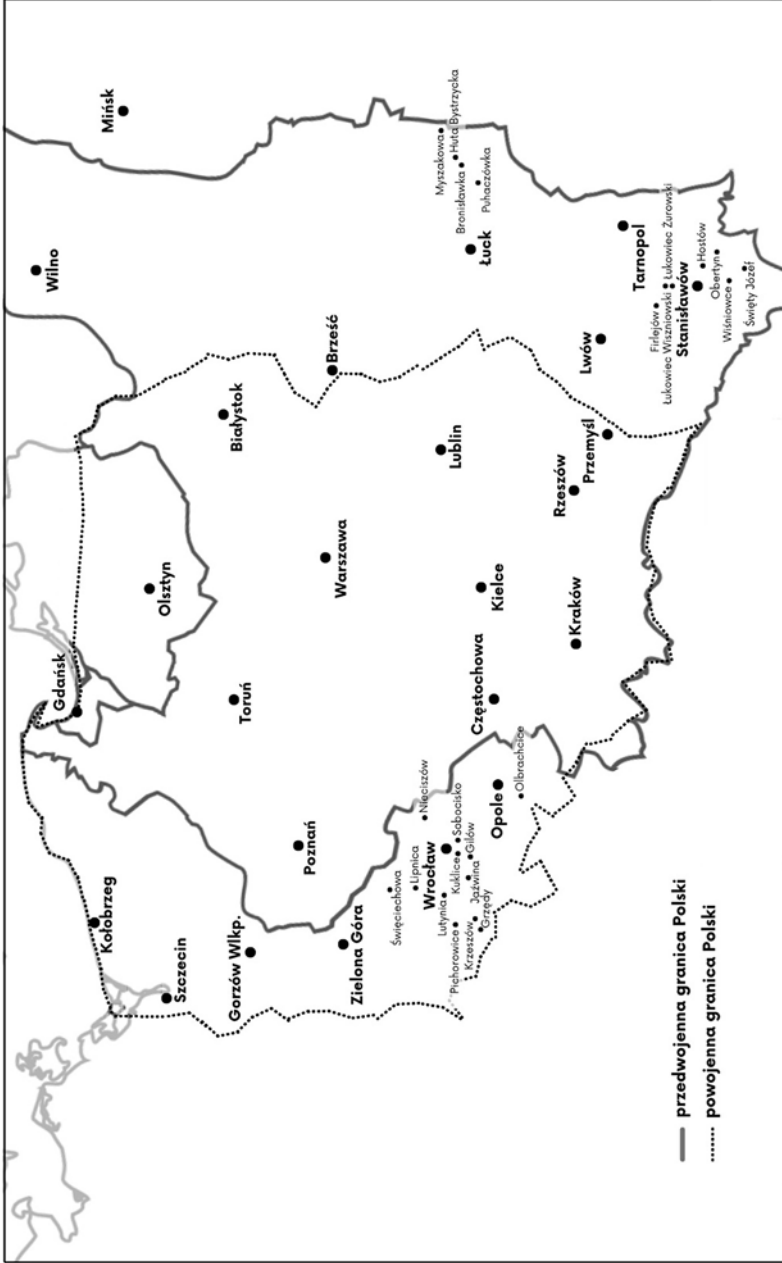 Wilno
Mińsk
Gdańsk
Kołobrzeg
Szczecin
Olsztyn
Białystok
Toruń
Gorzów Wlkp.
Poznań
Warszawa
Brześć
Zielona Góra
Święciechowa
Lipnica
Nieciszów
Wrocław
Lutynia
Kuklice
Sobocisko
Pichorowice
Jaźwina
Gilów
Krzeszów
Grzędy
Opole
Olbrachcice
Częstochowa
Kielce
Lublin
Łuck
Myszakowa
Huta Bystrzycka
Bronisławka
Puhaczówka
Kraków
Rzeszów
Przemyśl
Lwów
Tarnopol
Firlejów
Łukowiec Wiszniowski
Łukowiec Żurowski
Stanisławów
Hostów
Obertyn
Wiśniowce
Święty Józef
przedwojenna granica Polski
powojenna granica Polski